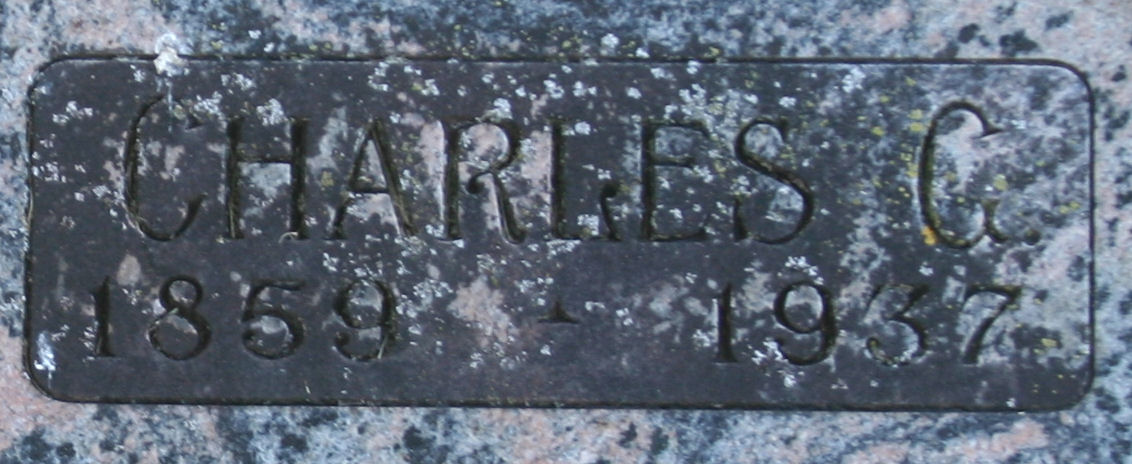 CHARLES G.
1859 - 1937